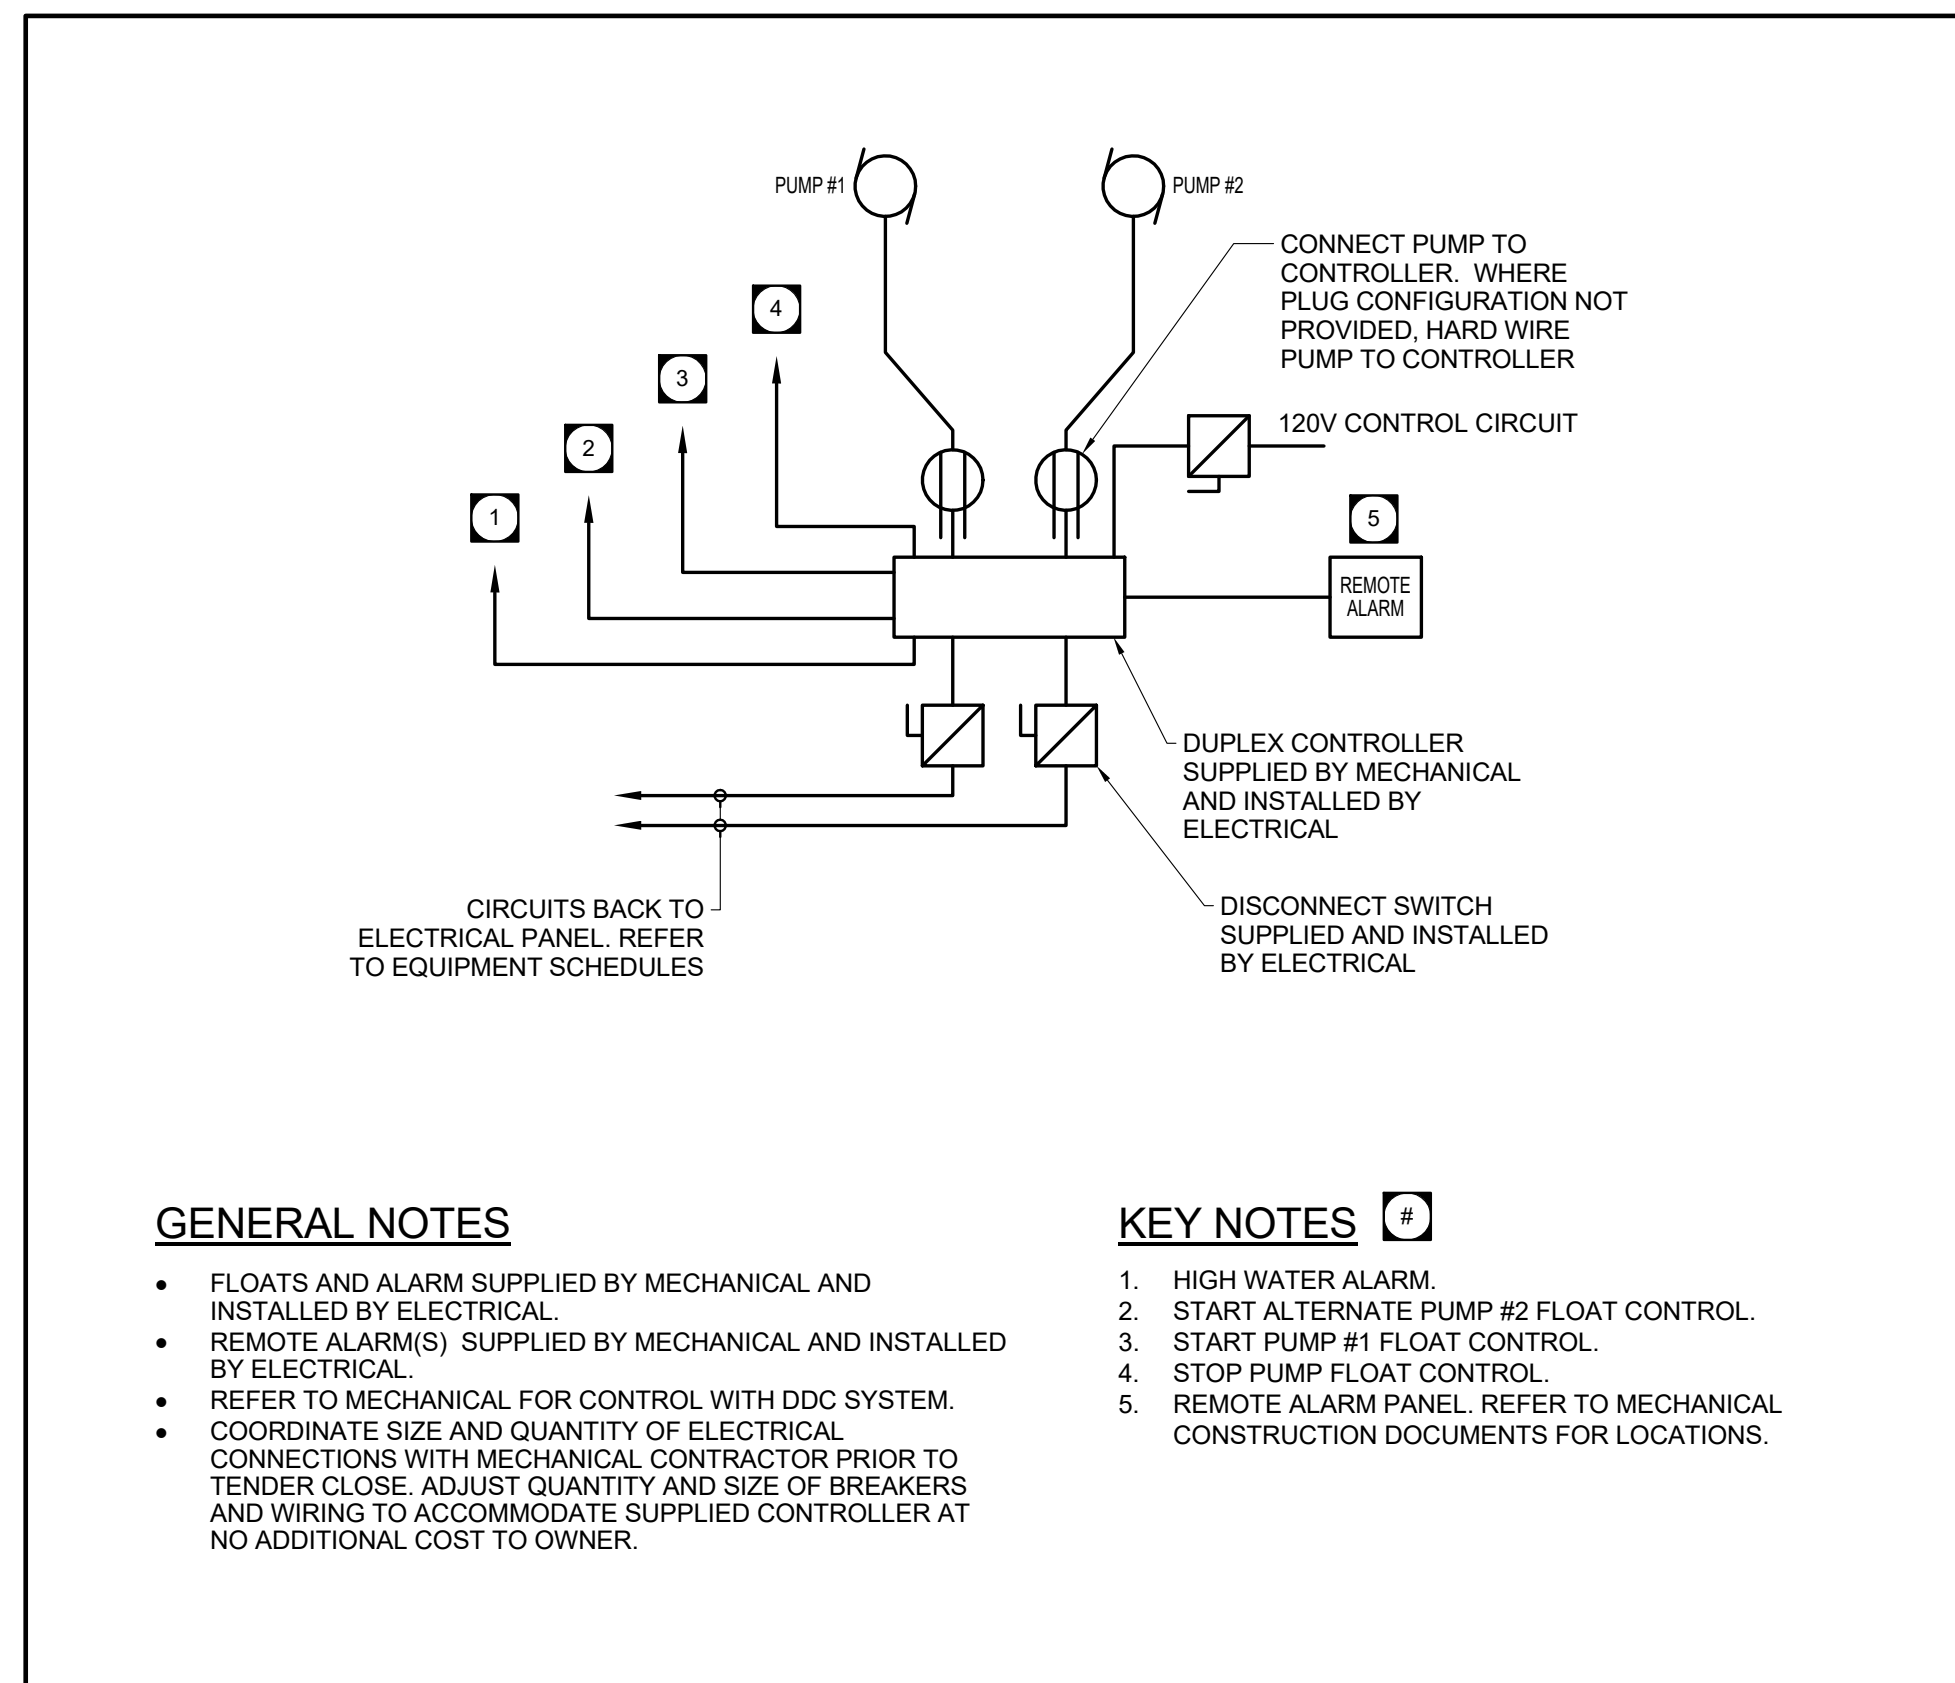 PUMP #1
PUMP #2
CONNECT PUMP TO
CONTROLLER.  WHERE
PLUG CONFIGURATION NOT
PROVIDED, HARD WIRE
PUMP TO CONTROLLER
4
3
2
1
120V CONTROL CIRCUIT
5
REMOTE
ALARM
DUPLEX CONTROLLER
SUPPLIED BY MECHANICAL
AND INSTALLED BY
ELECTRICAL
CIRCUITS BACK TO
ELECTRICAL PANEL. REFER
TO EQUIPMENT SCHEDULES
DISCONNECT SWITCH
SUPPLIED AND INSTALLED
BY ELECTRICAL
GENERAL NOTES
• FLOATS AND ALARM SUPPLIED BY MECHANICAL AND
INSTALLED BY ELECTRICAL.
• REMOTE ALARM(S)  SUPPLIED BY MECHANICAL AND INSTALLED
BY ELECTRICAL.
• REFER TO MECHANICAL FOR CONTROL WITH DDC SYSTEM.
• COORDINATE SIZE AND QUANTITY OF ELECTRICAL
CONNECTIONS WITH MECHANICAL CONTRACTOR PRIOR TO
TENDER CLOSE. ADJUST QUANTITY AND SIZE OF BREAKERS
AND WIRING TO ACCOMMODATE SUPPLIED CONTROLLER AT
NO ADDITIONAL COST TO OWNER.
KEY NOTES #
1. HIGH WATER ALARM.
2. START ALTERNATE PUMP #2 FLOAT CONTROL.
3. START PUMP #1 FLOAT CONTROL.
4. STOP PUMP FLOAT CONTROL.
5. REMOTE ALARM PANEL. REFER TO MECHANICAL
CONSTRUCTION DOCUMENTS FOR LOCATIONS.